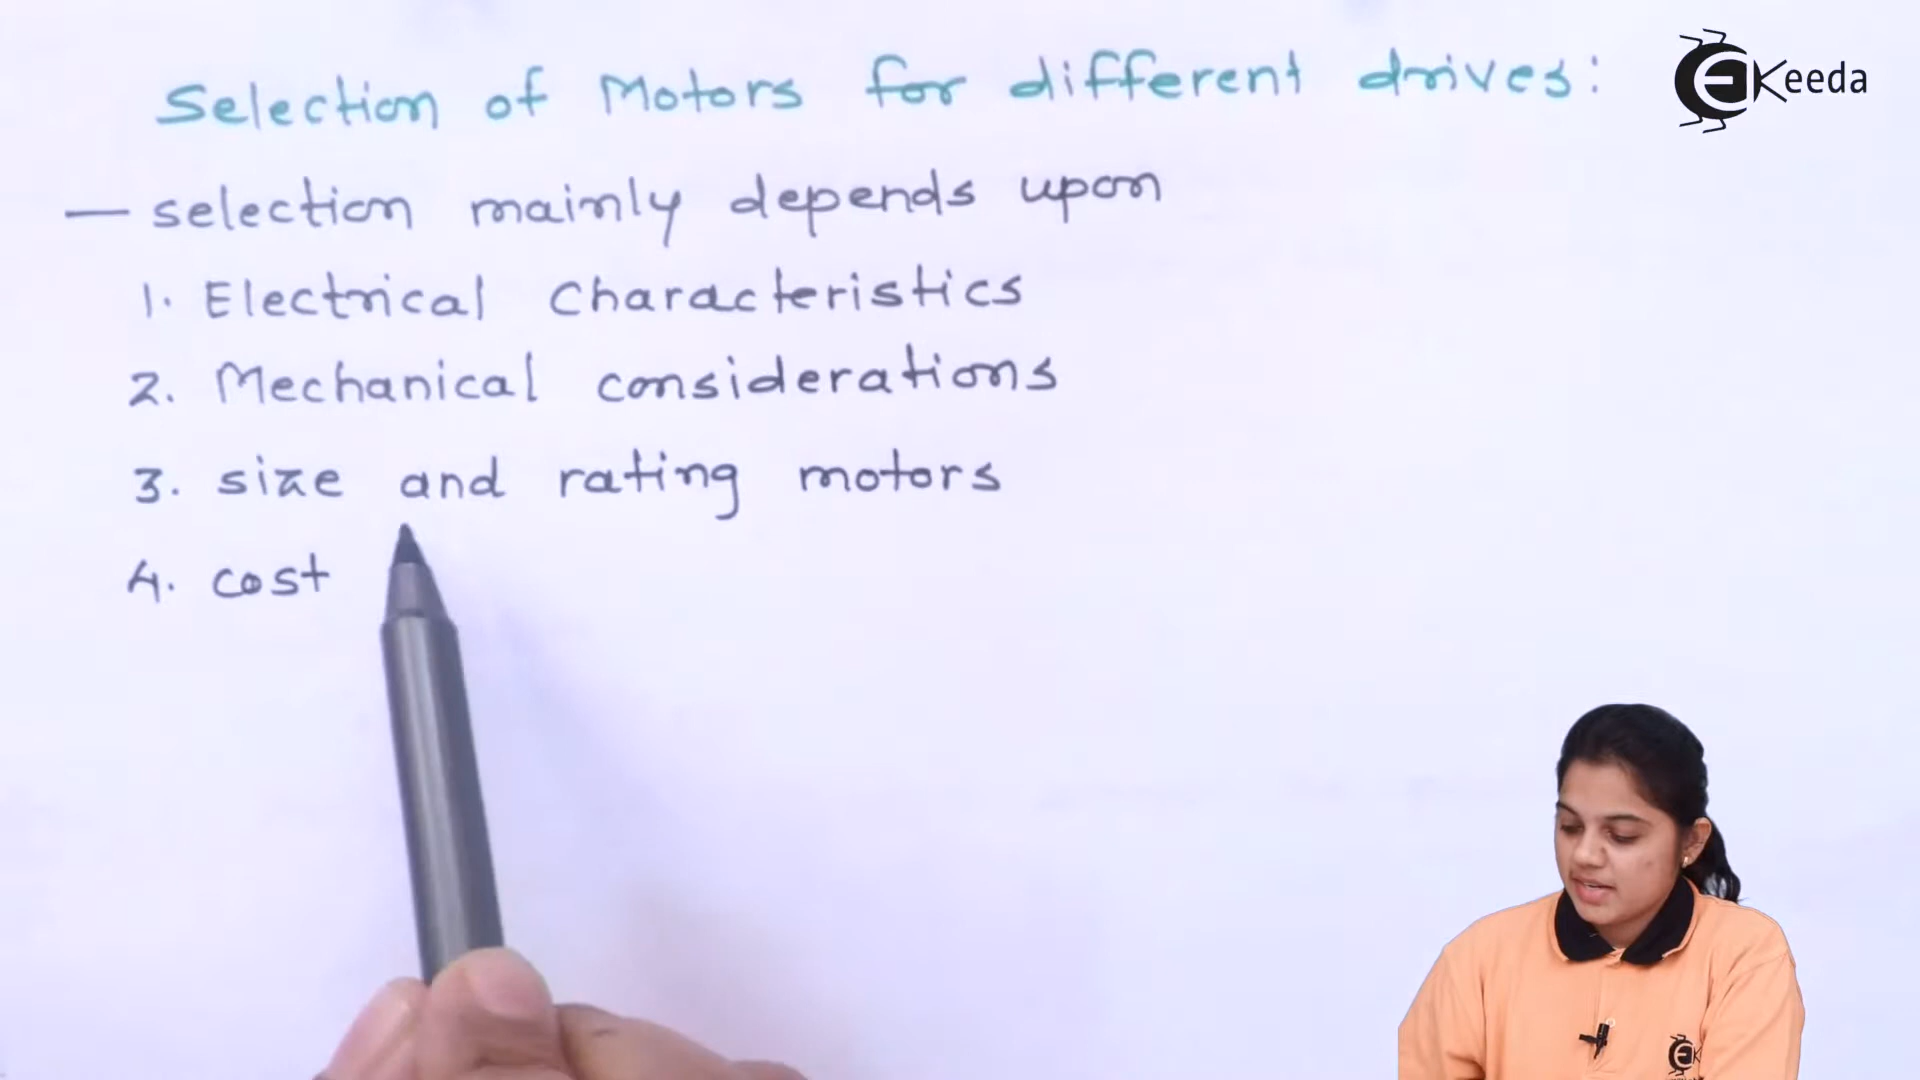 Selection of Motors for different drives:
EKeeda
— selection mainly depends upon
1. Electrical characteristics
2. Mechanical considerations
3. size and rating motors
4. cost